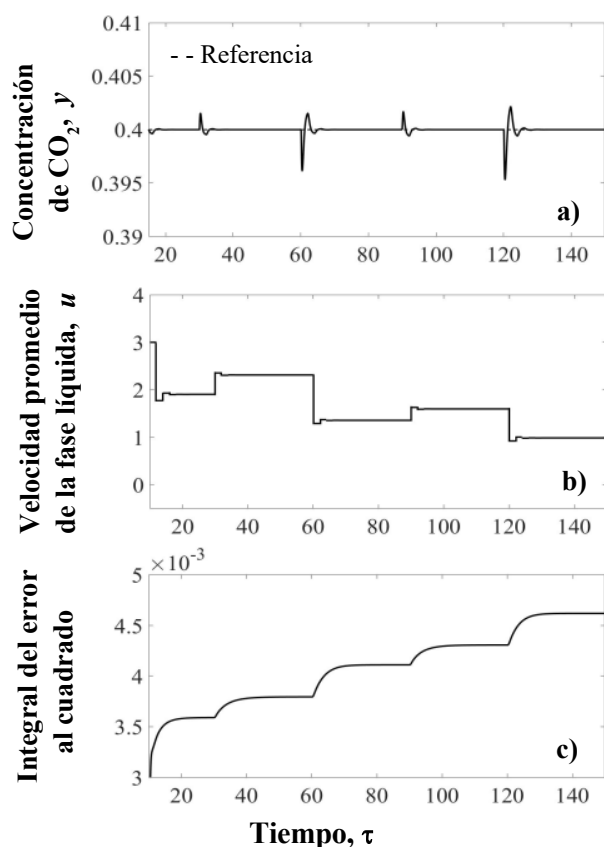 Concentración
de CO₂, y
0.41
0.405
0.4
0.395
0.39
- - Referencia
a)
20 40 60 80 100 120 140
Velocidad promedio
de la fase líquida, u
4
3
2
1
0
b)
20 40 60 80 100 120 140
Integral del error
al cuadrado
×10⁻³
5
4.5
4
3.5
3
c)
20 40 60 80 100 120 140
Tiempo, τ